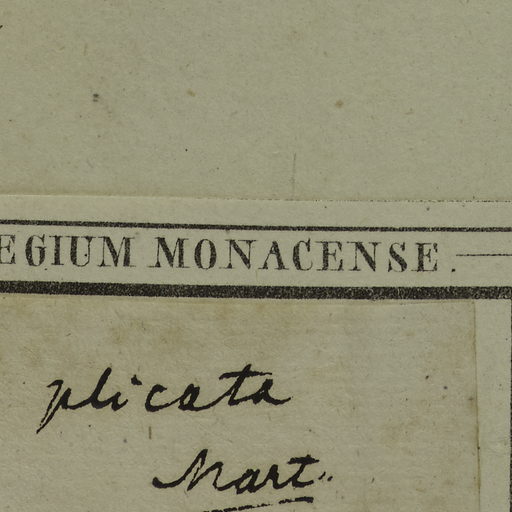 EGIUM MONACENSE.
plicata
Mart.